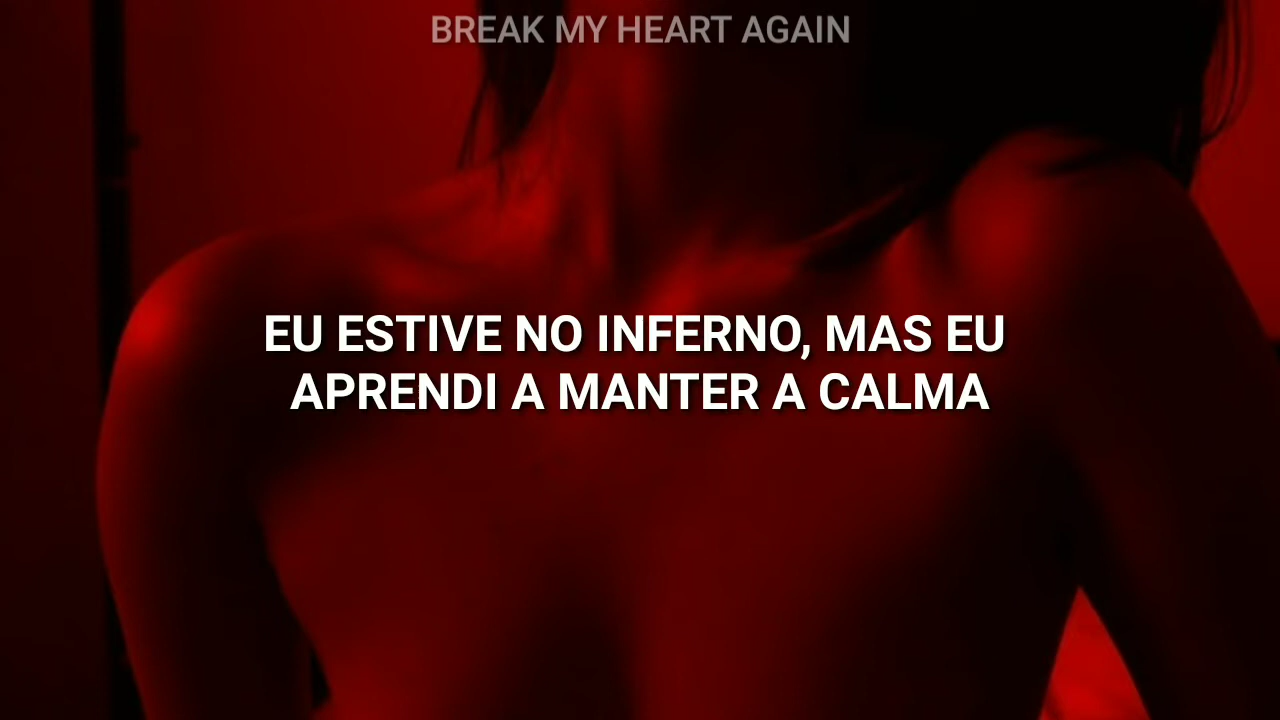 BREAK MY HEART AGAIN
EU ESTIVE NO INFERNO, MAS EU
APRENDI A MANTER A CALMA